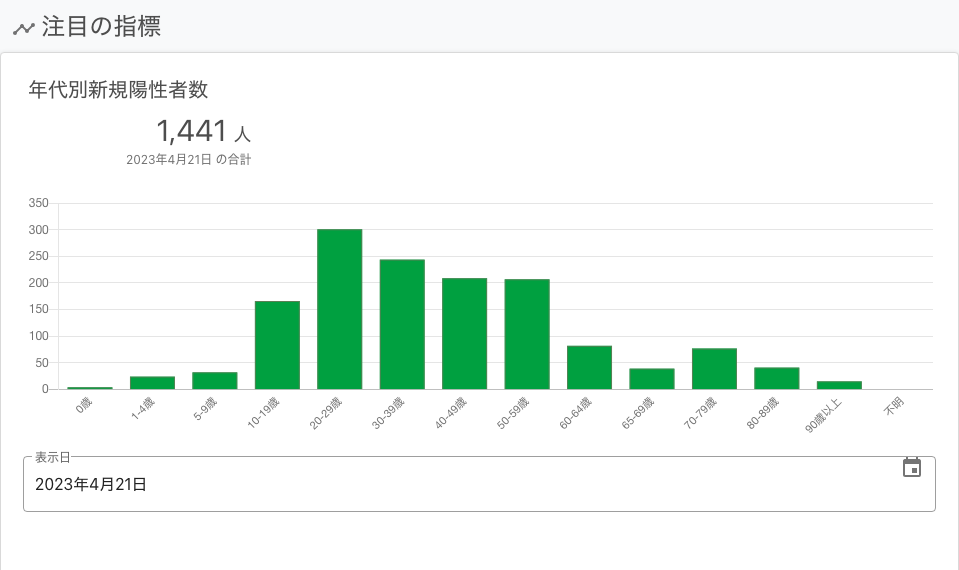 注目の指標
年代別新規陽性者数
1,441 人
2023年4月21日 の合計
350
300
250
200
150
100
50
0
0歳
1-4歳
5-9歳
10-19歳
20-29歳
30-39歳
40-49歳
50-59歳
60-64歳
65-69歳
70-79歳
80-89歳
90歳以上
不明
表示日
2023年4月21日